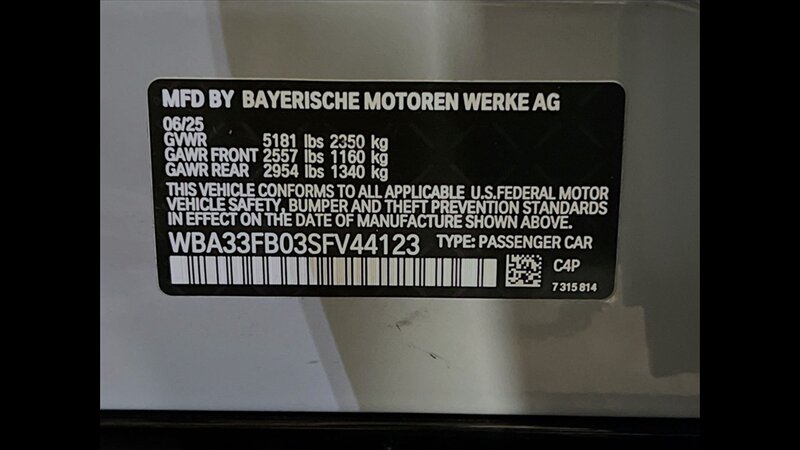 MFD BY BAYERISCHE MOTOREN WERKE AG
06/25
GVWR 5181 lbs 2350 kg
GAWR FRONT 2557 lbs 1160 kg
GAWR REAR 2954 lbs 1340 kg
THIS VEHICLE CONFORMS TO ALL APPLICABLE U.S.FEDERAL MOTOR
VEHICLE SAFETY, BUMPER AND THEFT PREVENTION STANDARDS
IN EFFECT ON THE DATE OF MANUFACTURE SHOWN ABOVE.
WBA33FB03SFV44123 TYPE: PASSENGER CAR
C4P
7 315 814